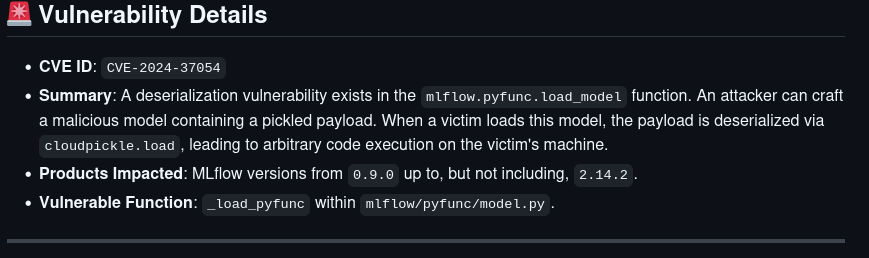 🚨 Vulnerability Details
• CVE ID: CVE-2024-37054
• Summary: A deserialization vulnerability exists in the mlflow.pyfunc.load_model function. An attacker can craft
a malicious model containing a pickled payload. When a victim loads this model, the payload is deserialized via
cloudpickle.load, leading to arbitrary code execution on the victim's machine.
• Products Impacted: MLflow versions from 0.9.0 up to, but not including, 2.14.2.
• Vulnerable Function: _load_pyfunc within mlflow/pyfunc/model.py.